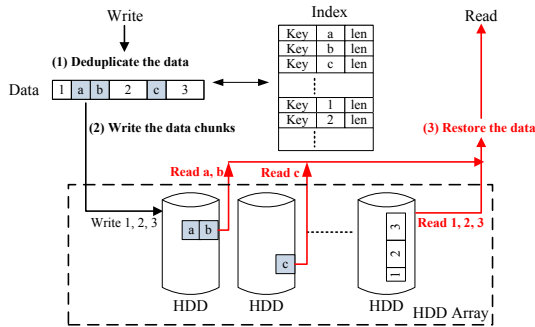 Write
Index
Read
(1) Deduplicate the data
Key a len
Key b len
Key c len
Data 1 a b 2 c 3
Key 1 len
Key 2 len
(2) Write the data chunks
(3) Restore the data
Read a, b
Read c
Write 1, 2, 3
a b
c
3
2
1
Read 1, 2, 3
HDD
HDD
HDD
HDD Array